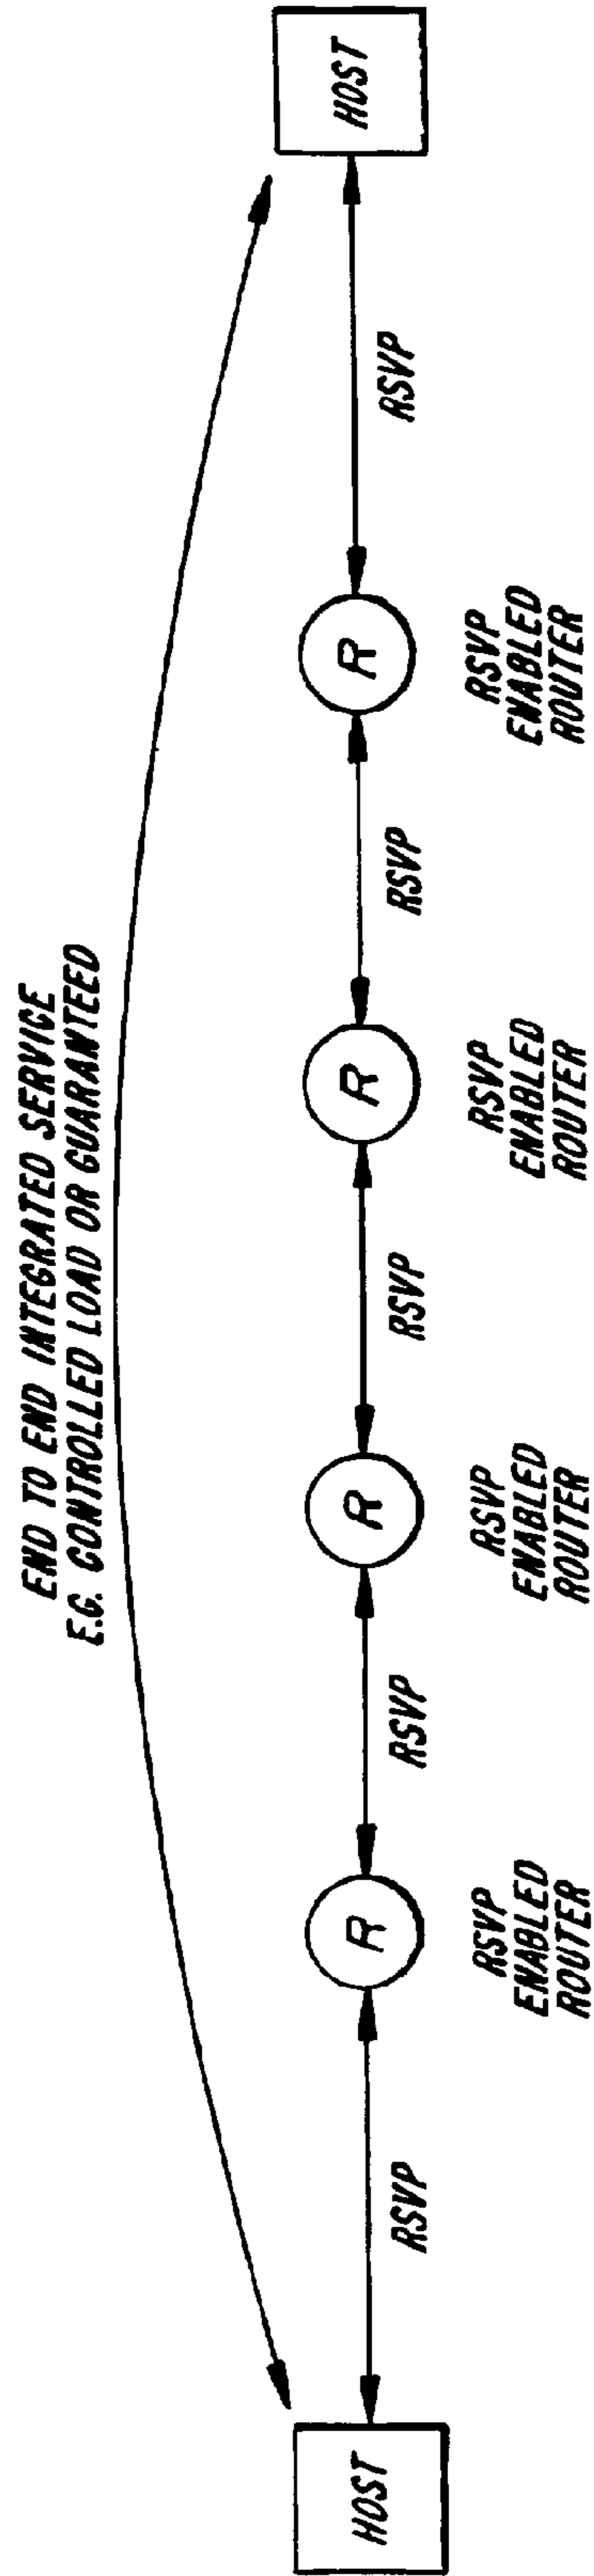 END TO END INTEGRATED SERVICE
E.G. CONTROLLED LOAD OR GUARANTEED
HOST
RSVP
R
RSVP
R
RSVP
R
RSVP
R
RSVP
HOST
RSVP
ENABLED
ROUTER
RSVP
ENABLED
ROUTER
RSVP
ENABLED
ROUTER
RSVP
ENABLED
ROUTER